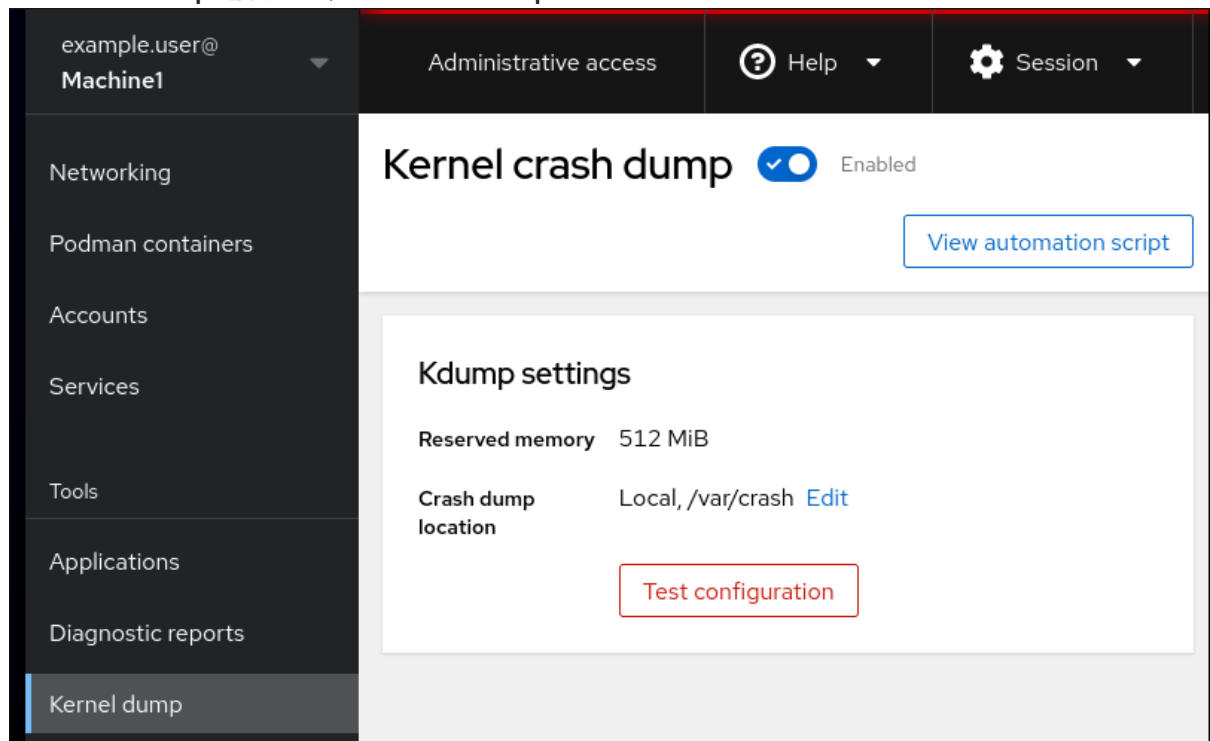 example.user@
Machine1
Administrative access
Help
Session
Networking
Podman containers
Accounts
Services
Tools
Applications
Diagnostic reports
Kernel dump
Kernel crash dump
Enabled
View automation script
Kdump settings
Reserved memory 512 MiB
Crash dump location Local, /var/crash Edit
Test configuration